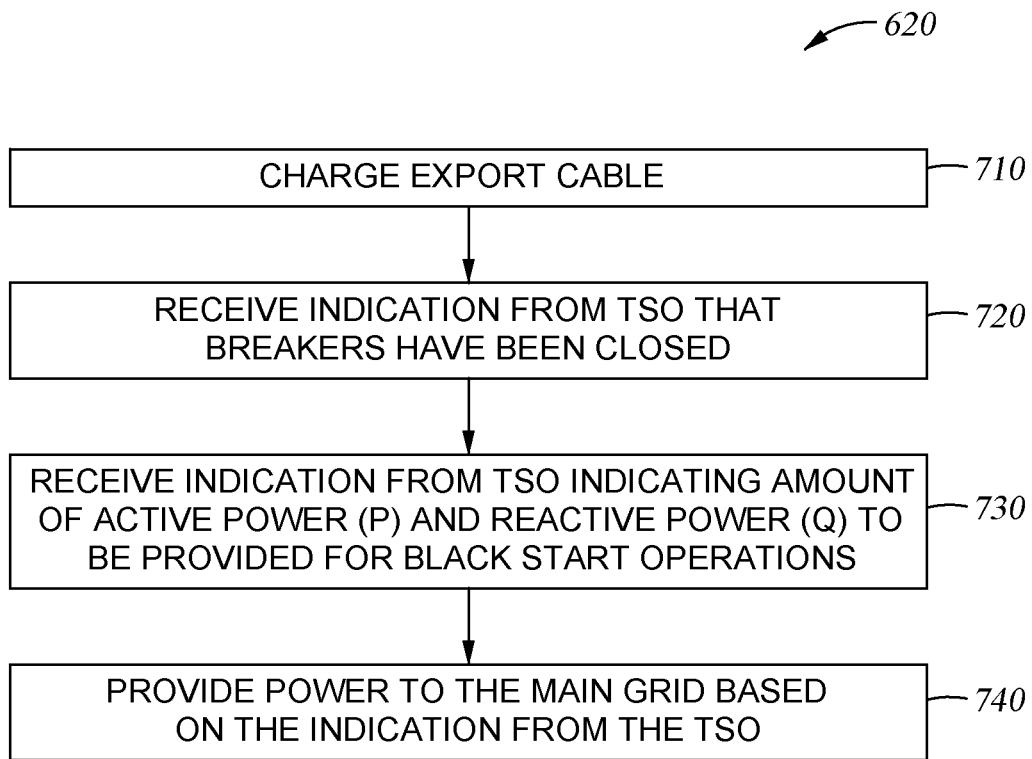 620
CHARGE EXPORT CABLE
710
RECEIVE INDICATION FROM TSO THAT
BREAKERS HAVE BEEN CLOSED
720
RECEIVE INDICATION FROM TSO INDICATING AMOUNT
OF ACTIVE POWER (P) AND REACTIVE POWER (Q) TO
BE PROVIDED FOR BLACK START OPERATIONS
730
PROVIDE POWER TO THE MAIN GRID BASED
ON THE INDICATION FROM THE TSO
740